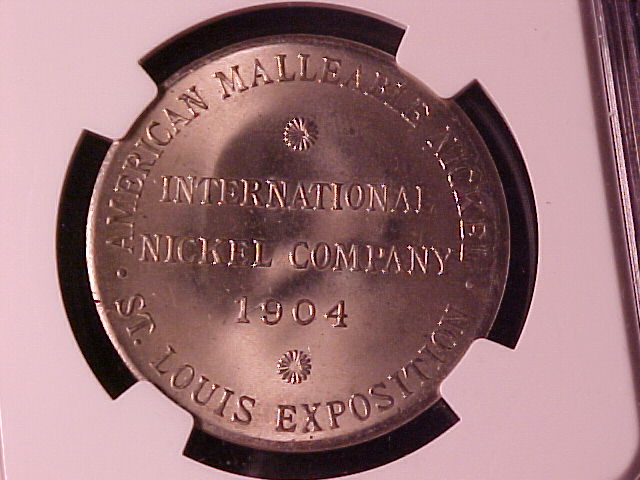 AMERICAN MALLEABLE NICKEL
INTERNATIONAL
NICKEL COMPANY
1904
ST. LOUIS EXPOSITION